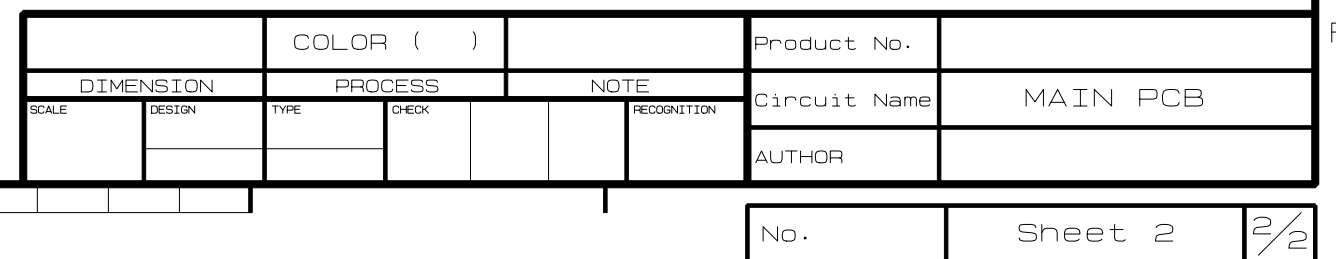 COLOR (    )
Product No.
DIMENSION PROCESS NOTE
Circuit Name MAIN PCB
SCALE DESIGN TYPE CHECK RECOGNITION
AUTHOR
No. Sheet 2 2/2